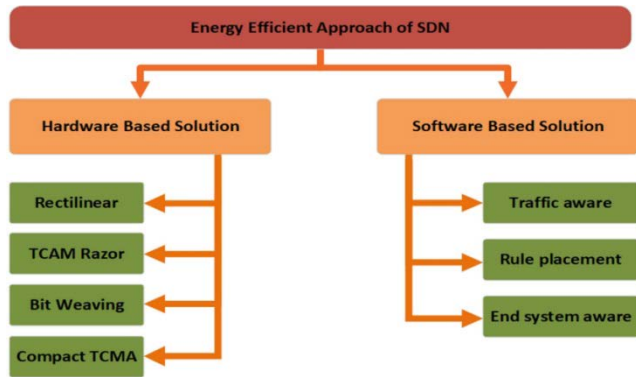 Energy Efficient Approach of SDN
Hardware Based Solution
Software Based Solution
Rectilinear
TCAM Razor
Bit Weaving
Compact TCMA
Traffic aware
Rule placement
End system aware